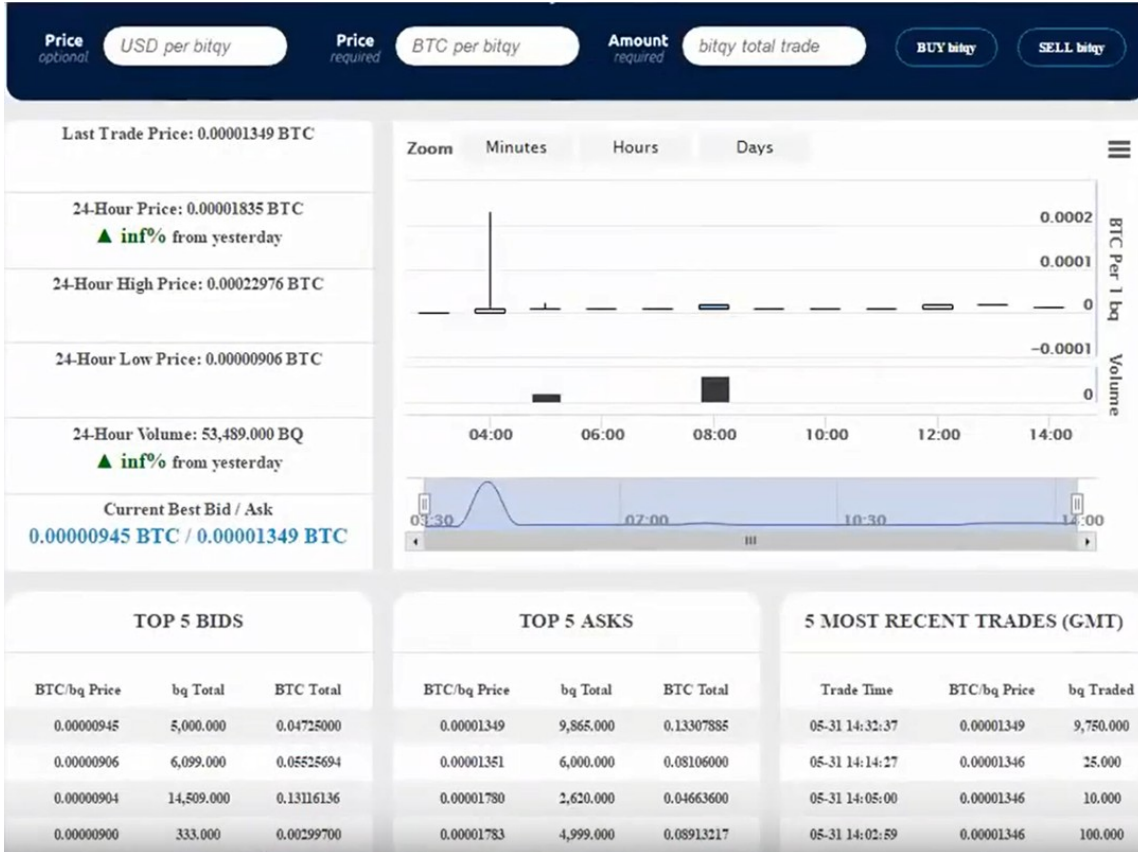 Price optional USD per bitqy Price required BTC per bitqy Amount required bitqy total trade BUY bitqy SELL bitqy
Last Trade Price: 0.00001349 BTC
24-Hour Price: 0.00001835 BTC
▲ inf% from yesterday
24-Hour High Price: 0.00022976 BTC
24-Hour Low Price: 0.00000906 BTC
24-Hour Volume: 53,489.000 BQ
▲ inf% from yesterday
Current Best Bid / Ask
0.00000945 BTC / 0.00001349 BTC
Zoom Minutes Hours Days
0.0002
0.0001
0
-0.0001
BTC Per 1 bq
0
Volume
04:00 06:00 08:00 10:00 12:00 14:00
03:30 07:00 10:30 14:00
TOP 5 BIDS
BTC/bq Price bq Total BTC Total
0.00000945 5,000.000 0.04725000
0.00000906 6,099.000 0.05525694
0.00000904 14,509.000 0.13116136
0.00000900 333.000 0.00299700
TOP 5 ASKS
BTC/bq Price bq Total BTC Total
0.00001349 9,865.000 0.13307885
0.00001351 6,000.000 0.08106000
0.00001780 2,620.000 0.04663600
0.00001783 4,999.000 0.08913217
5 MOST RECENT TRADES (GMT)
Trade Time BTC/bq Price bq Traded
05-31 14:32:37 0.00001349 9,750.000
05-31 14:14:27 0.00001346 25.000
05-31 14:05:00 0.00001346 10.000
05-31 14:02:59 0.00001346 100.000